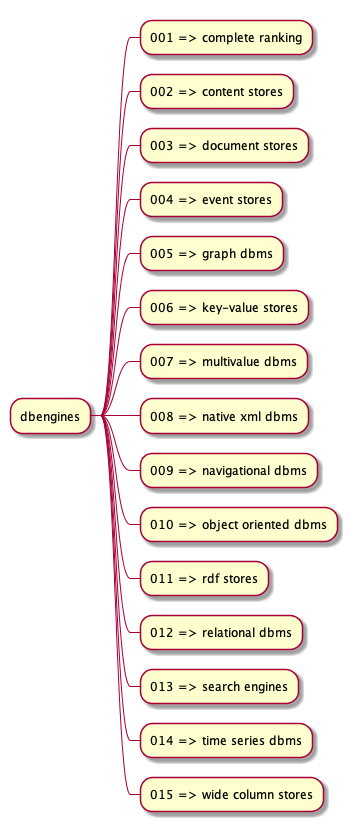 dbengines
001 => complete ranking
002 => content stores
003 => document stores
004 => event stores
005 => graph dbms
006 => key-value stores
007 => multivalue dbms
008 => native xml dbms
009 => navigational dbms
010 => object oriented dbms
011 => rdf stores
012 => relational dbms
013 => search engines
014 => time series dbms
015 => wide column stores